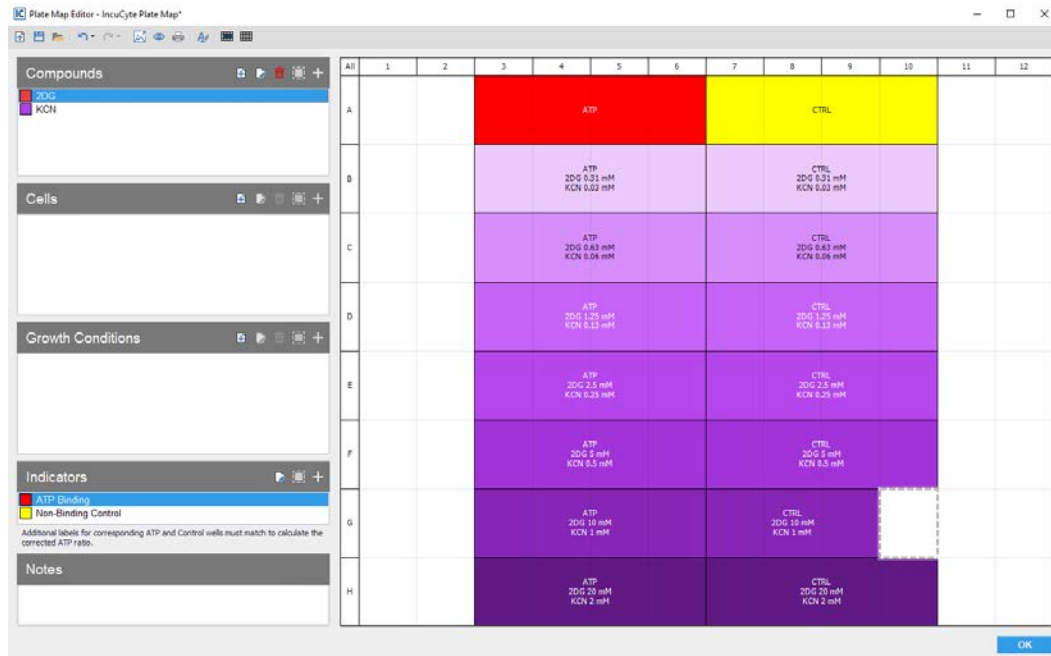 IC Plate Map Editor - IncuCyte Plate Map*
Compounds
2DG
KCN
Cells
Growth Conditions
Indicators
ATP Binding
Non-Binding Control
Additional labels for corresponding ATP and Control wells must match to calculate the
corrected ATP ratio.
Notes
All 1 2 3 4 5 6 7 8 9 10 11 12
A
ATP
CTRL
B
ATP
2DG 0.31 mM
KCN 0.03 mM
CTRL
2DG 0.31 mM
KCN 0.03 mM
C
ATP
2DG 0.63 mM
KCN 0.06 mM
CTRL
2DG 0.63 mM
KCN 0.06 mM
D
ATP
2DG 1.25 mM
KCN 0.13 mM
CTRL
2DG 1.25 mM
KCN 0.13 mM
E
ATP
2DG 2.5 mM
KCN 0.25 mM
CTRL
2DG 2.5 mM
KCN 0.25 mM
F
ATP
2DG 5 mM
KCN 0.5 mM
CTRL
2DG 5 mM
KCN 0.5 mM
G
ATP
2DG 10 mM
KCN 1 mM
CTRL
2DG 10 mM
KCN 1 mM
H
ATP
2DG 20 mM
KCN 2 mM
CTRL
2DG 20 mM
KCN 2 mM
OK